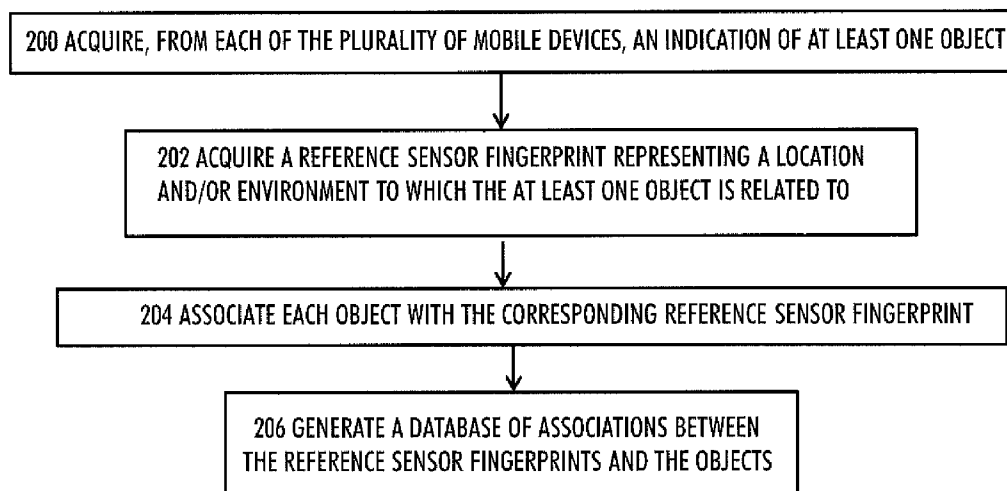 200 ACQUIRE, FROM EACH OF THE PLURALITY OF MOBILE DEVICES, AN INDICATION OF AT LEAST ONE OBJECT
202 ACQUIRE A REFERENCE SENSOR FINGERPRINT REPRESENTING A LOCATION
AND/OR ENVIRONMENT TO WHICH THE AT LEAST ONE OBJECT IS RELATED TO
204 ASSOCIATE EACH OBJECT WITH THE CORRESPONDING REFERENCE SENSOR FINGERPRINT
206 GENERATE A DATABASE OF ASSOCIATIONS BETWEEN
THE REFERENCE SENSOR FINGERPRINTS AND THE OBJECTS